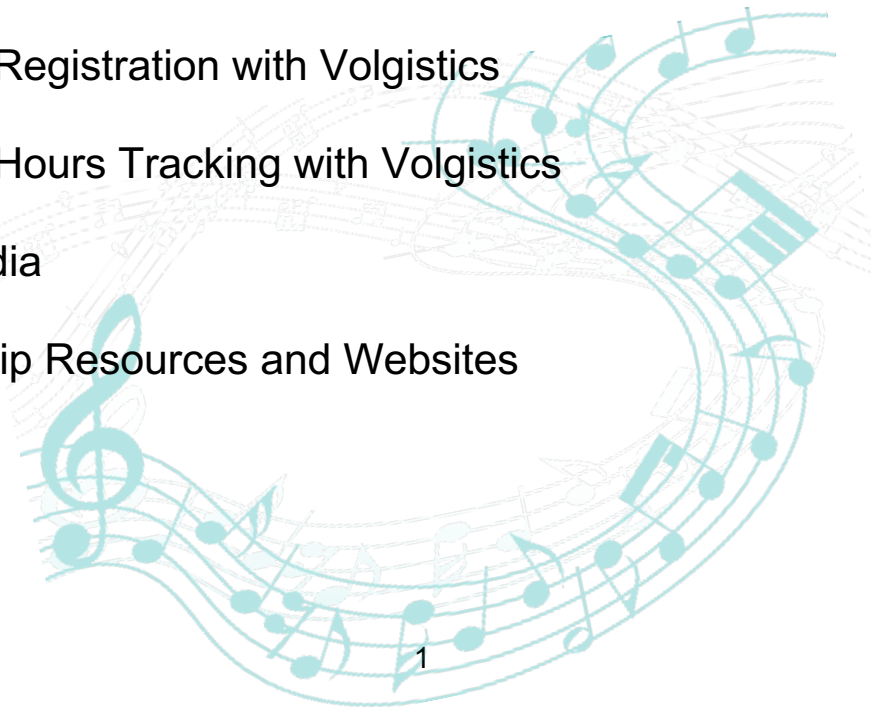 Registration with Volgistics
Hours Tracking with Volgistics
dia
ip Resources and Websites
1